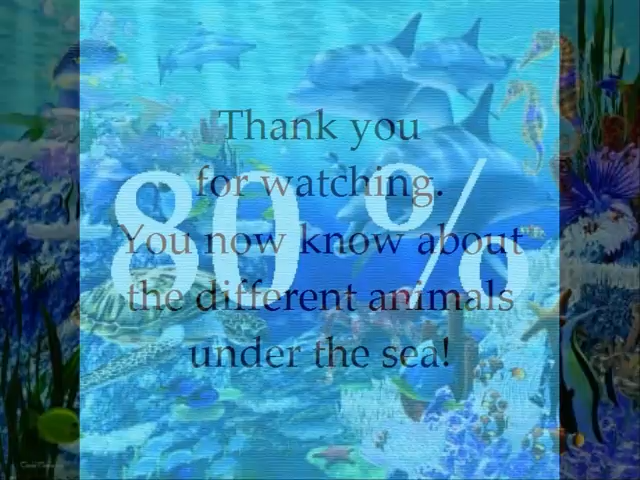 Thank you
for watching.
80 %
You now know about
the different animals
under the sea!